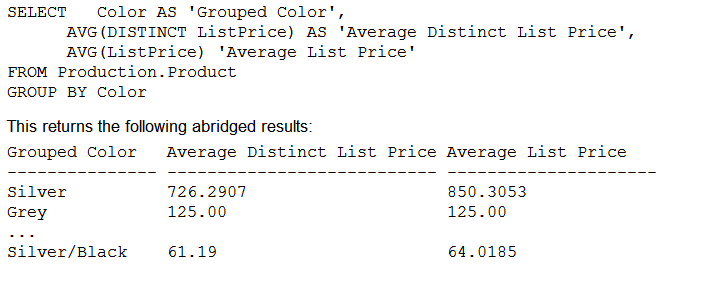 SELECT   Color AS 'Grouped Color',
      AVG(DISTINCT ListPrice) AS 'Average Distinct List Price',
      AVG(ListPrice) 'Average List Price'
FROM Production.Product
GROUP BY Color
This returns the following abridged results:
Grouped Color   Average Distinct List Price Average List Price
--------------- --------------------------- ---------------------
Silver          726.2907                    850.3053
Grey            125.00                      125.00
...
Silver/Black    61.19                       64.0185